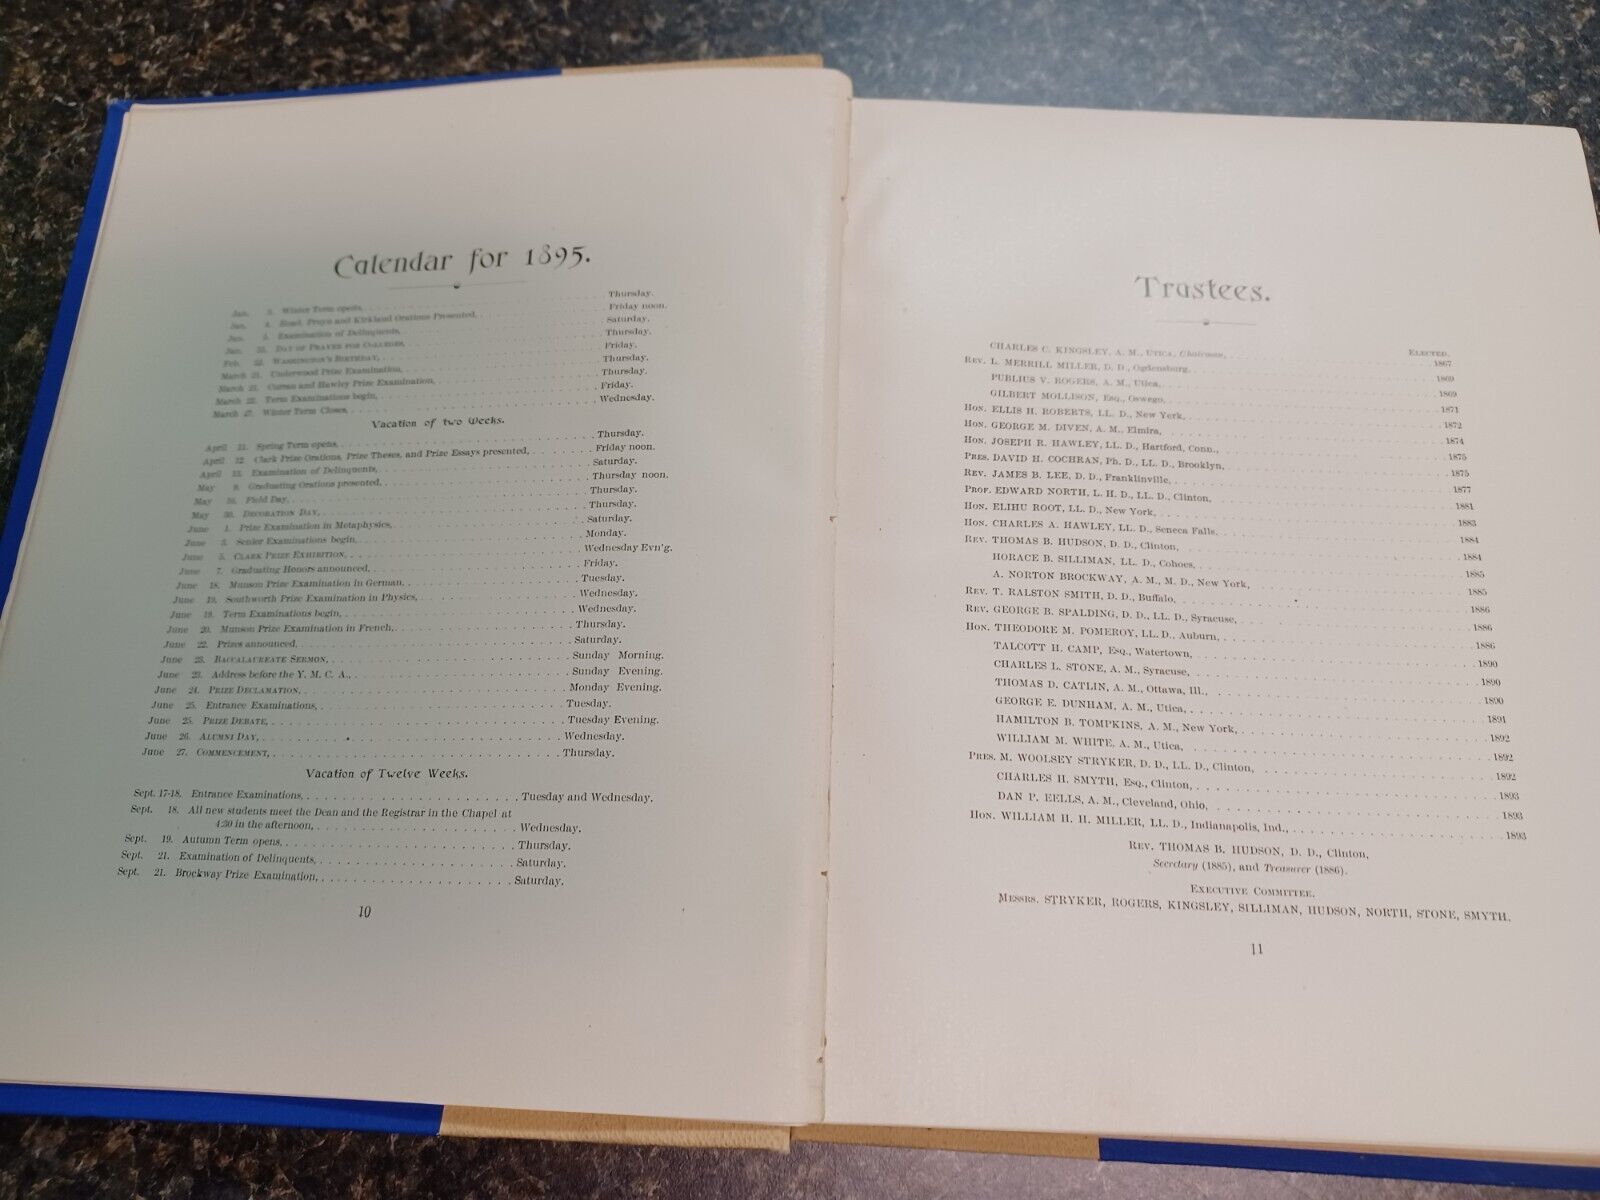 Calendar for 1895.
Jan. 3. Winter Term opens, Thursday.
Jan. 4. Head, Pruyn and Kirkland Orations Presented, Friday noon.
Jan. 5. Examination of Delinquents, Saturday.
Jan. DAY OF PRAYER FOR COLLEGES, Thursday.
Feb. 22. WASHINGTON'S BIRTHDAY, Friday.
March 21. Underwood Prize Examination, Thursday.
March 21. Curran and Hawley Prize Examination, Thursday.
March 22. Term Examinations begin, Friday.
March 27. Winter Term Closes, Wednesday.
Vacation of two Weeks.
April 11. Spring Term opens, Thursday.
April 12. Clark Prize Orations, Prize Theses, and Prize Essays presented, Friday noon.
April 13. Examination of Delinquents, Saturday.
May 9. Graduating Orations presented, Thursday noon.
May Field Day, Thursday.
May 30. DECORATION DAY, Thursday.
June 1. Prize Examination in Metaphysics, Saturday.
June 3. Senior Examinations begin, Monday.
June 5. CLARK PRIZE EXHIBITION, Wednesday Evn'g.
June 7. Graduating Honors announced, Friday.
June 18. Munson Prize Examination in German, Tuesday.
June 19. Southworth Prize Examination in Physics, Wednesday.
June 19. Term Examinations begin, Wednesday.
June 20. Munson Prize Examination in French, Thursday.
June 22. Prizes announced, Saturday.
June 23. BACCALAUREATE SERMON, Sunday Morning.
June 23. Address before the Y. M. C. A., Sunday Evening.
June 24. PRIZE DECLAMATION, Monday Evening.
June 25. Entrance Examinations, Tuesday.
June 25. PRIZE DEBATE, Tuesday Evening.
June 26. ALUMNI DAY, Wednesday.
June 27. COMMENCEMENT, Thursday.
Vacation of Twelve Weeks.
Sept. 17-18. Entrance Examinations, Tuesday and Wednesday.
Sept. 18. All new students meet the Dean and the Registrar in the Chapel at
4:30 in the afternoon, Wednesday.
Sept. 19. Autumn Term opens, Thursday.
Sept. 21. Examination of Delinquents, Saturday.
Sept. 21. Brockway Prize Examination, Saturday.
10
Trustees.
ELECTED.
CHARLES C. KINGSLEY, A. M., UTICA, Chairman, 1867
REV. L. MERRILL MILLER, D. D., Ogdensburg, 1869
PUBLIUS V. ROGERS, A. M., Utica, 1869
GILBERT MOLLISON, ESQ., Oswego, 1871
HON. ELLIS H. ROBERTS, LL. D., New York, 1872
HON. GEORGE M. DIVEN, A. M., Elmira, 1874
HON. JOSEPH R. HAWLEY, LL. D., Hartford, Conn., 1875
PRES. DAVID H. COCHRAN, Ph. D., LL. D., Brooklyn, 1875
REV. JAMES B. LEE, D. D., Franklinville, 1877
PROF. EDWARD NORTH, L. H. D., LL. D., Clinton, 1881
HON. ELIHU ROOT, LL. D., New York, 1883
HON. CHARLES A. HAWLEY, LL. D., Seneca Falls, 1884
REV. THOMAS B. HUDSON, D. D., Clinton, 1884
HORACE B. SILLIMAN, LL. D., Cohoes, 1885
A. NORTON BROCKWAY, A. M., M. D., New York, 1885
REV. T. RALSTON SMITH, D. D., Buffalo, 1886
REV. GEORGE B. SPALDING, D. D., LL. D., Syracuse, 1886
HON. THEODORE M. POMEROY, LL. D., Auburn, 1886
TALCOTT H. CAMP, ESQ., Watertown, 1890
CHARLES L. STONE, A. M., Syracuse, 1890
THOMAS D. CATLIN, A. M., Ottawa, Ill., 1890
GEORGE E. DUNHAM, A. M., Utica, 1891
HAMILTON B. TOMPKINS, A. M., New York, 1892
WILLIAM M. WHITE, A. M., Utica, 1892
PRES. M. WOOLSEY STRYKER, D. D., LL. D., Clinton, 1892
CHARLES H. SMYTH, ESQ., Clinton, 1893
DAN P. EELLS, A. M., Cleveland, Ohio, 1893
HON. WILLIAM H. H. MILLER, LL. D., Indianapolis, Ind., 1893
REV. THOMAS B. HUDSON, D. D., Clinton,
Secretary (1885), and Treasurer (1886).
EXECUTIVE COMMITTEE.
MESSRS. STRYKER, ROGERS, KINGSLEY, SILLIMAN, HUDSON, NORTH, STONE, SMYTH.
11